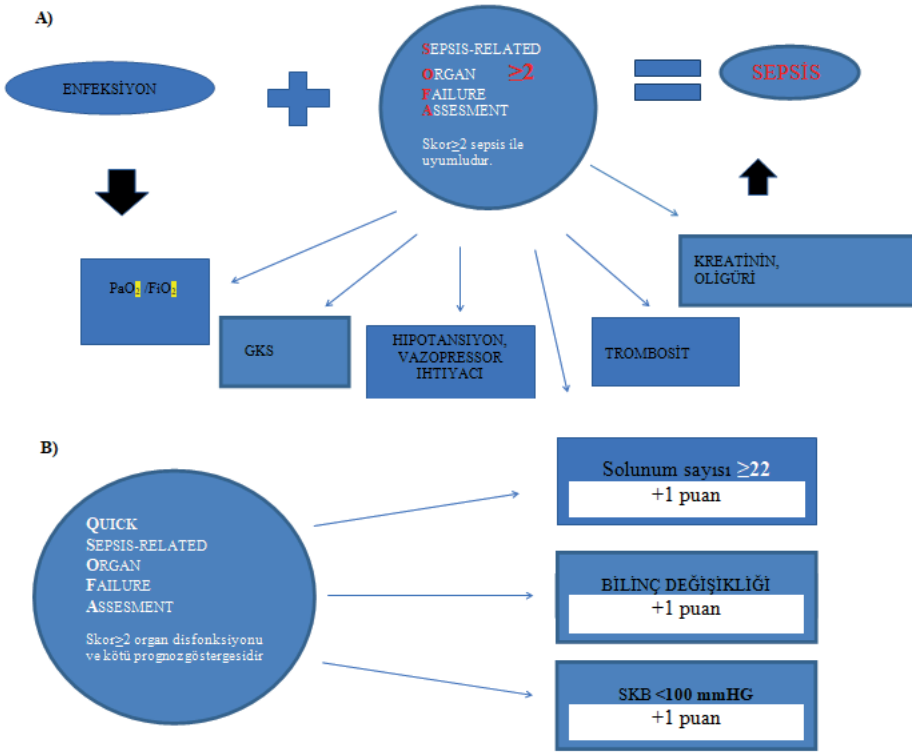 A)
ENFEKSİYON
SEPSIS-RELATED
ORGAN ≥2
FAILURE
ASSESMENT
Skor≥2 sepsis ile
uyumludur.
SEPSİS
PaO2 /FiO2
GKS
HIPOTANSIYON,
VAZOPRESSOR
IHTIYACI
TROMBOSİT
KREATİNİN,
OLİGÜRİ
B)
QUICK
SEPSIS-RELATED
ORGAN
FAILURE
ASSESMENT
Skor≥2 organ disfonksiyonu
ve kötü prognoz göstergesidir
Solunum sayısı ≥22
+1 puan
BİLİNÇ DEĞİŞİKLİĞİ
+1 puan
SKB <100 mmHG
+1 puan